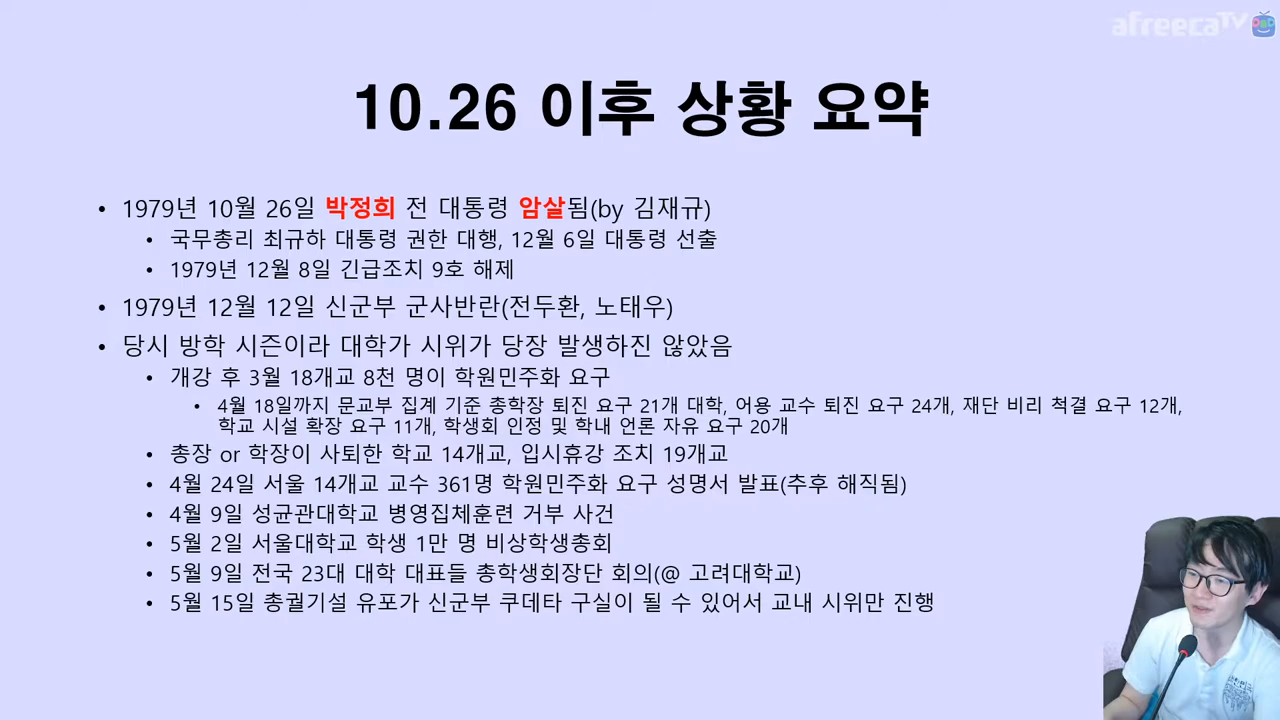 afreecaTV
10.26 이후 상황 요약
• 1979년 10월 26일 박정희 전 대통령 암살됨(by 김재규)
• 국무총리 최규하 대통령 권한 대행, 12월 6일 대통령 선출
• 1979년 12월 8일 긴급조치 9호 해제
• 1979년 12월 12일 신군부 군사반란(전두환, 노태우)
• 당시 방학 시즌이라 대학가 시위가 당장 발생하진 않았음
• 개강 후 3월 18개교 8천 명이 학원민주화 요구
• 4월 18일까지 문교부 집계 기준 총학장 퇴진 요구 21개 대학, 어용 교수 퇴진 요구 24개, 재단 비리 척결 요구 12개,
학교 시설 확장 요구 11개, 학생회 인정 및 학내 언론 자유 요구 20개
• 총장 or 학장이 사퇴한 학교 14개교, 입시휴강 조치 19개교
• 4월 24일 서울 14개교 교수 361명 학원민주화 요구 성명서 발표(추후 해직됨)
• 4월 9일 성균관대학교 병영집체훈련 거부 사건
• 5월 2일 서울대학교 학생 1만 명 비상학생총회
• 5월 9일 전국 23대 대학 대표들 총학생회장단 회의(@ 고려대학교)
• 5월 15일 총궐기설 유포가 신군부 쿠데타 구실이 될 수 있어서 교내 시위만 진행